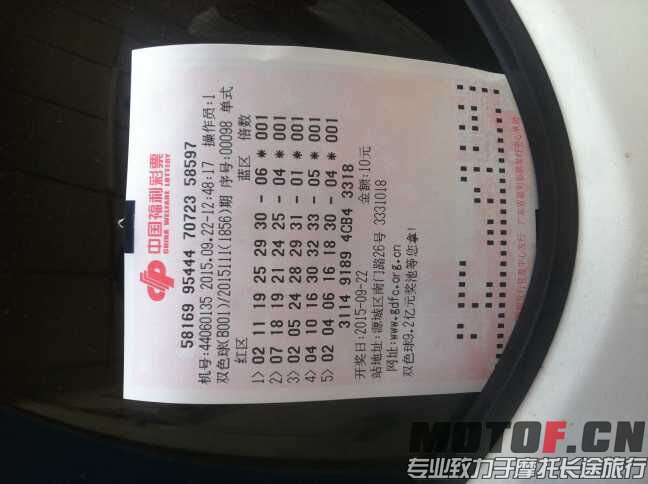 中国福利彩票
CHINA WELFARE LOTTERY
58169 95444 70723 58597
机号:44060135 2015.09.22-12:48:17 操作员:1
双色球(B001)/2015111(1856)期 序号:00098 单式
红区 蓝区 倍数
1> 02 11 19 25 29 30 - 06 * 001
2> 07 18 19 21 24 25 - 04 * 001
3> 02 05 24 28 29 31 - 01 * 001
4> 04 10 16 30 32 33 - 05 * 001
5> 02 04 06 16 18 30 - 04 * 001
3114 9189 4CB4 3318
开奖日:2015-09-22 金额:10元
站地址:源城区南门路26号 3331018
网址:www.gdfc.org.cn
双色球9.2亿元奖池等您拿!
MOTOF.CN
专业致力于摩托长途旅行